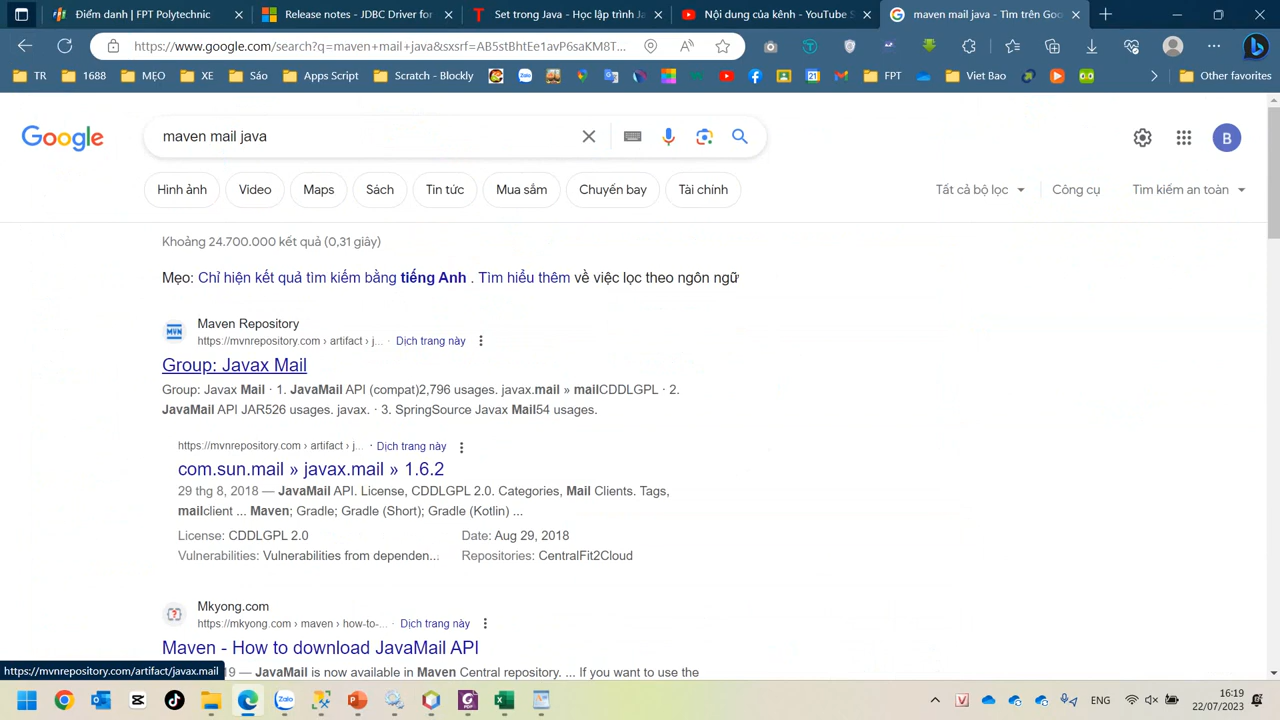 Điểm danh | FPT Polytechnic
Release notes - JDBC Driver for
Set trong Java - Học lập trình Ja
Nội dung của kênh - YouTube S
maven mail java - Tìm trên Goo
https://www.google.com/search?q=maven+mail+java&sxsrf=AB5stBhtEe1avP6saKM8T...
TR
1688
MẸO
XE
Sáo
Apps Script
Scratch - Blockly
FPT
Viet Bao
Other favorites
Google
maven mail java
B
Hình ảnh
Video
Maps
Sách
Tin tức
Mua sắm
Chuyến bay
Tài chính
Tất cả bộ lọc
Công cụ
Tìm kiếm an toàn
Khoảng 24.700.000 kết quả (0,31 giây)
Mẹo: Chỉ hiện kết quả tìm kiếm bằng tiếng Anh . Tìm hiểu thêm về việc lọc theo ngôn ngữ
MVN
Maven Repository
https://mvnrepository.com › artifact › j... · Dịch trang này
Group: Javax Mail
Group: Javax Mail · 1. JavaMail API (compat)2,796 usages. javax.mail » mailCDDLGPL · 2.
JavaMail API JAR526 usages. javax. · 3. SpringSource Javax Mail54 usages.
https://mvnrepository.com › artifact › j... · Dịch trang này
com.sun.mail » javax.mail » 1.6.2
29 thg 8, 2018 — JavaMail API. License, CDDLGPL 2.0. Categories, Mail Clients. Tags,
mailclient ... Maven; Gradle; Gradle (Short); Gradle (Kotlin) ...
License: CDDLGPL 2.0
Date: Aug 29, 2018
Vulnerabilities: Vulnerabilities from dependen...
Repositories: CentralFit2Cloud
Mkyong.com
https://mkyong.com › maven › how-to-... · Dịch trang này
Maven - How to download JavaMail API
19 — JavaMail is now available in Maven Central repository. ... If you want to use the
https://mvnrepository.com/artifact/javax.mail
ENG
16:19
22/07/2023